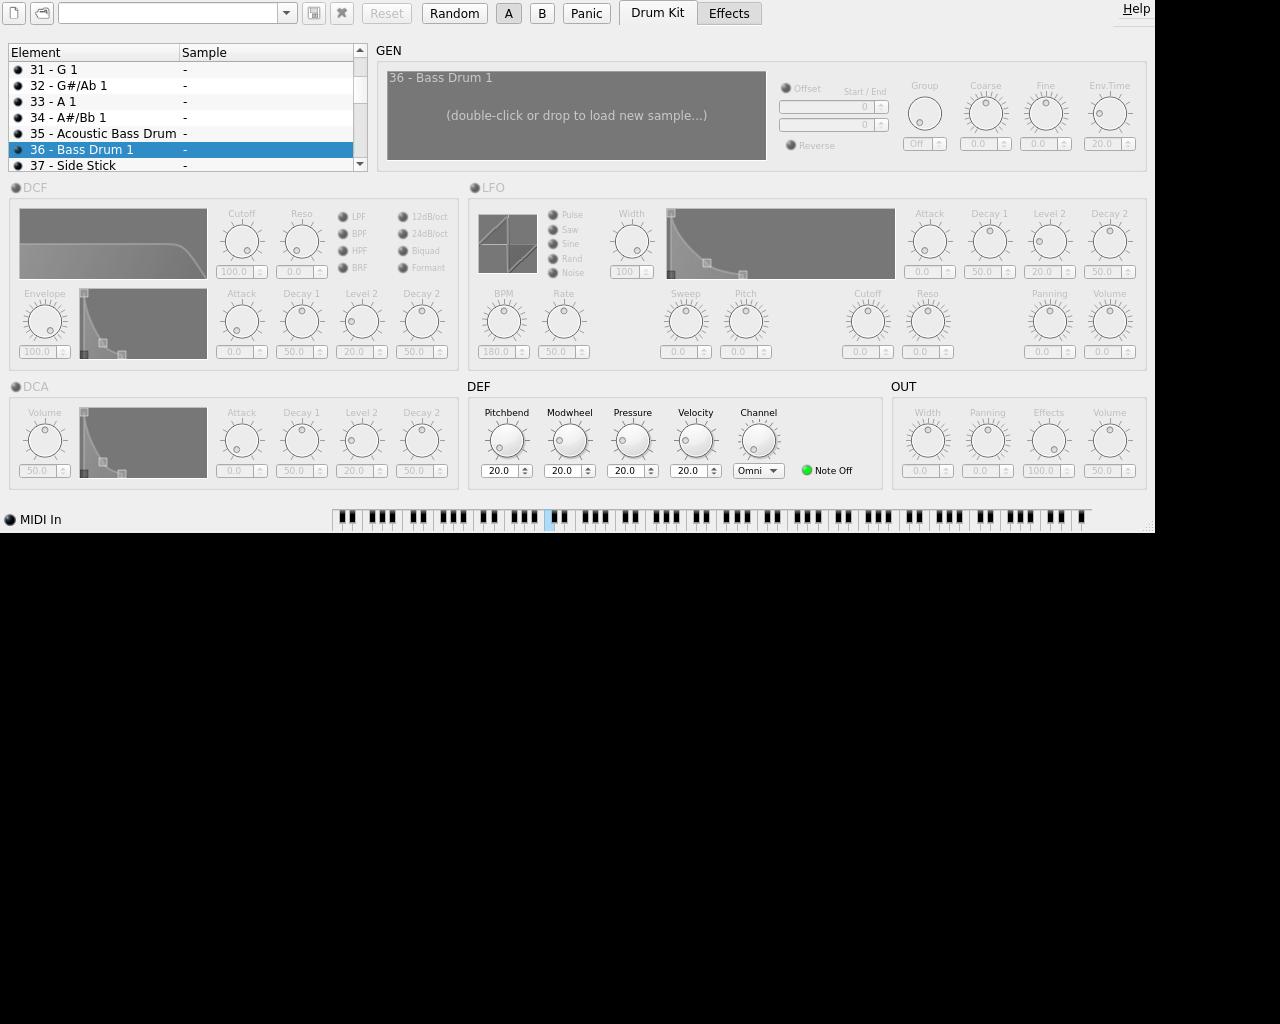 Reset Random A B Panic Drum Kit Effects Help
Element Sample
31 - G 1 -
32 - G#/Ab 1 -
33 - A 1 -
34 - A#/Bb 1 -
35 - Acoustic Bass Drum -
36 - Bass Drum 1 -
37 - Side Stick -
GEN
36 - Bass Drum 1
(double-click or drop to load new sample...)
Offset Start / End
0
0
Reverse
Group Coarse Fine Env.Time
Off 0.0 0.0 20.0
DCF
Cutoff Reso
100.0 0.0
LPF 12dB/oct
BPF 24dB/oct
HPF Biquad
BRF Formant
Envelope Attack Decay 1 Level 2 Decay 2
100.0 0.0 50.0 20.0 50.0
LFO
Pulse
Saw
Sine
Rand
Noise
Width
100
Attack Decay 1 Level 2 Decay 2
0.0 50.0 20.0 50.0
BPM Rate Sweep Pitch Cutoff Reso Panning Volume
180.0 50.0 0.0 0.0 0.0 0.0 0.0 0.0
DCA
Volume Attack Decay 1 Level 2 Decay 2
50.0 0.0 50.0 20.0 50.0
DEF
Pitchbend Modwheel Pressure Velocity Channel
20.0 20.0 20.0 20.0 Omni Note Off
OUT
Width Panning Effects Volume
0.0 0.0 100.0 50.0
MIDI In